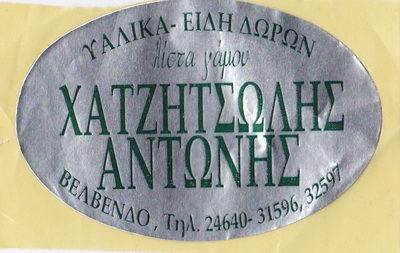 ΥΑΛΙΚΑ- ΕΙΔΗ ΔΩΡΩΝ
Λίστα γάμου
ΧΑΤΖΗΤΣΩΛΗΣ
ΑΝΤΩΝΗΣ
ΒΕΛΒΕΝΔΟ, Τηλ. 24640- 31596, 32597